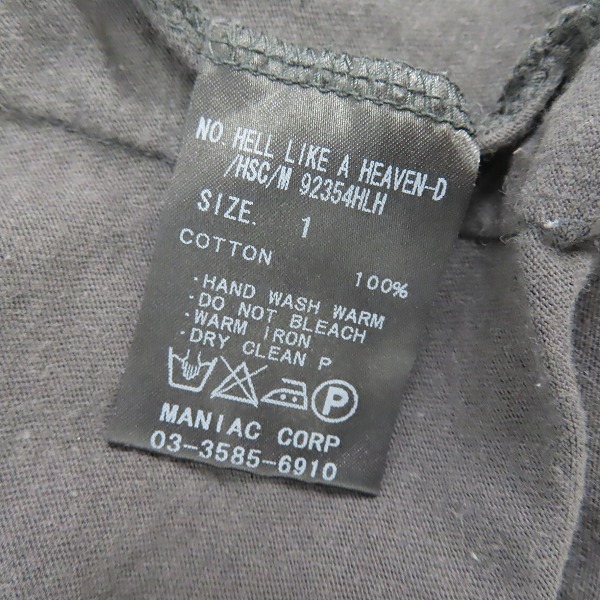 NO HELL LIKE A HEAVEN-D
/HSC/M 92354HLH
SIZE. 1
COTTON 100%
·HAND WASH WARM
·DO NOT BLEACH
·WARM IRON
·DRY CLEAN P
P
MANIAC CORP
03-3585-6910